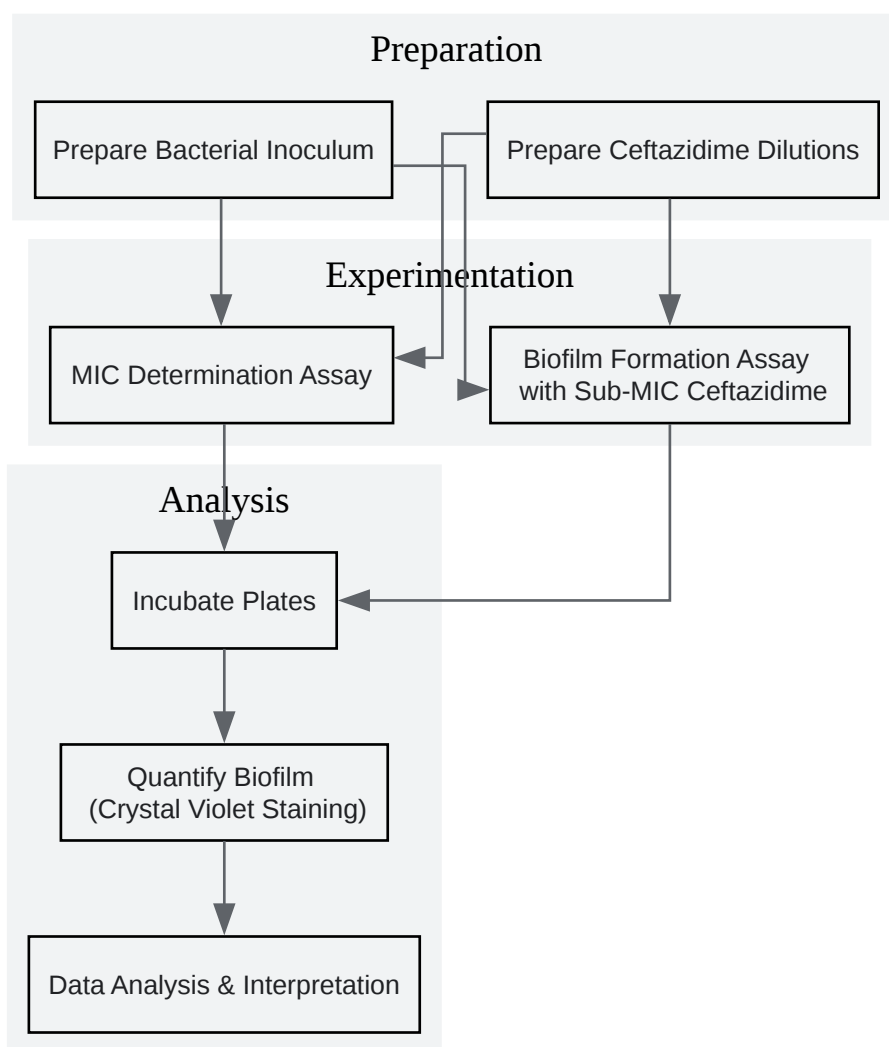 Preparation
Prepare Bacterial Inoculum
Prepare Ceftazidime Dilutions
Experimentation
MIC Determination Assay
Biofilm Formation Assay
with Sub-MIC Ceftazidime
Analysis
Incubate Plates
Quantify Biofilm
(Crystal Violet Staining)
Data Analysis & Interpretation